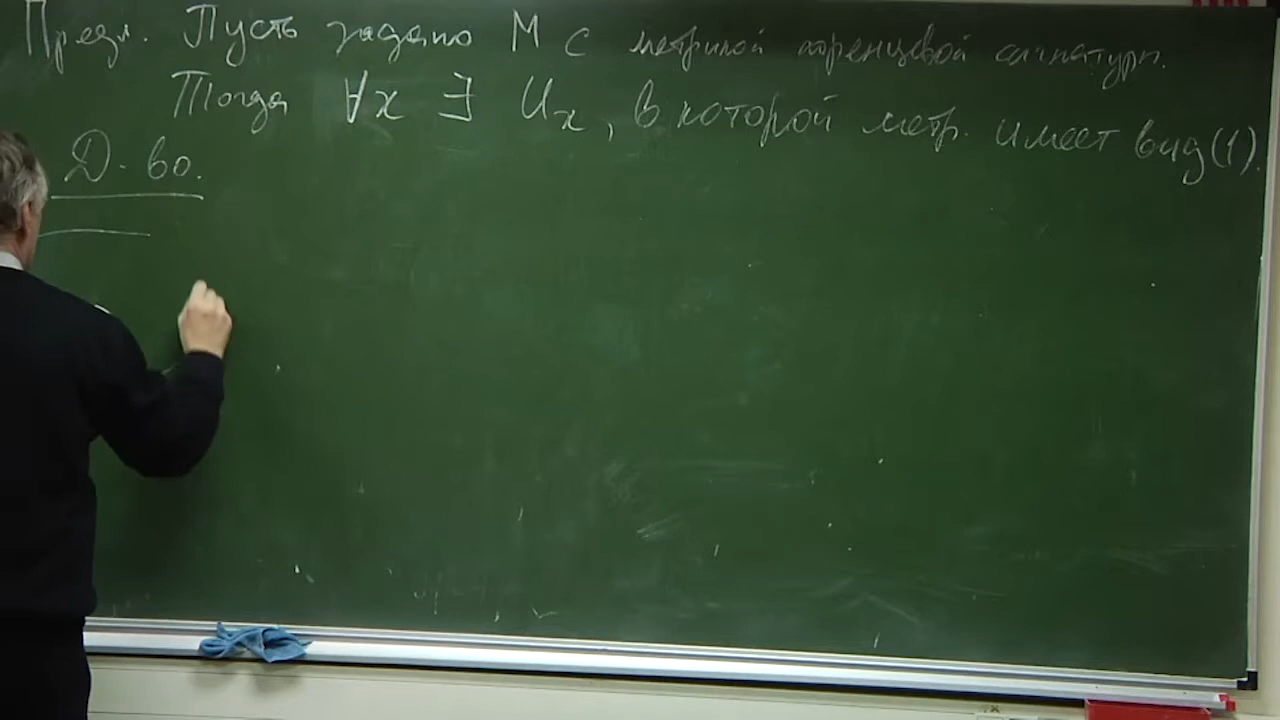 Предл. Пусть задано M с метрикой лоренцевой сигнатуры.
Тогда ∀x ∃ Uₓ, в которой метр. имеет вид (1).
Д-во.